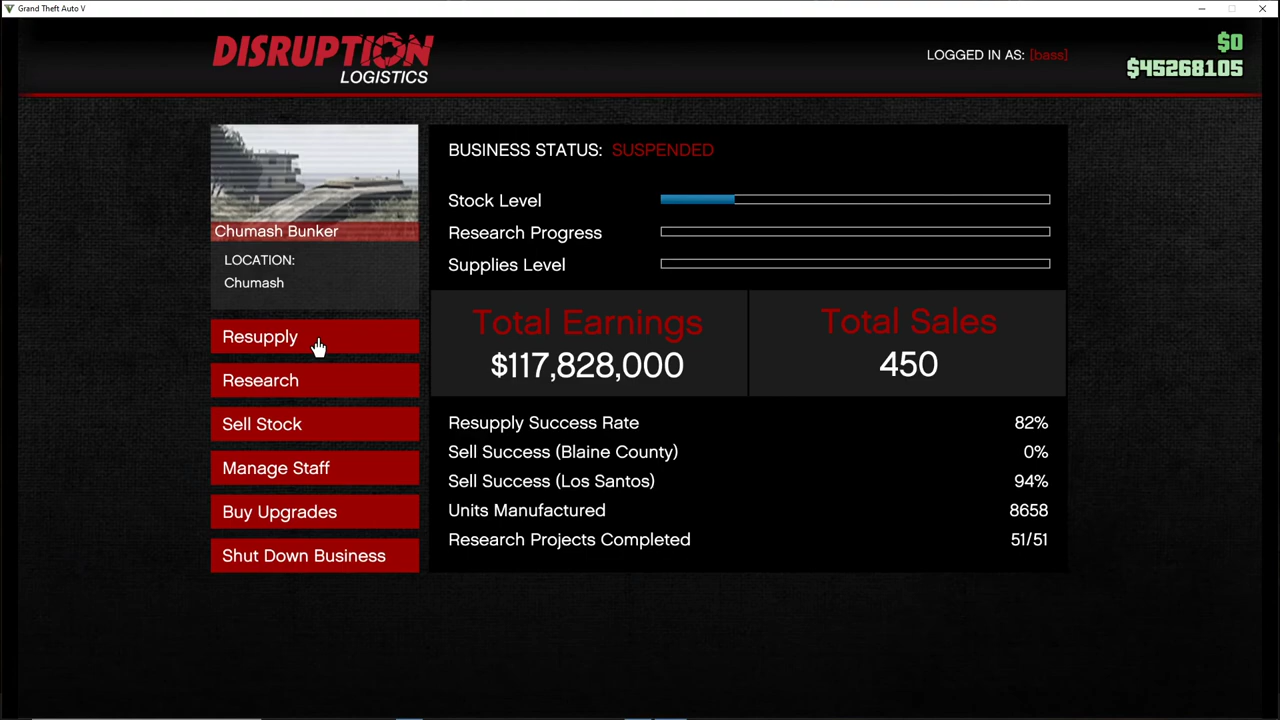 Grand Theft Auto V
DISRUPTION
LOGISTICS
LOGGED IN AS: [bass]
$0
$45268105
Chumash Bunker
LOCATION:
Chumash
Resupply
Research
Sell Stock
Manage Staff
Buy Upgrades
Shut Down Business
BUSINESS STATUS: SUSPENDED
Stock Level
Research Progress
Supplies Level
Total Earnings
$117,828,000
Total Sales
450
Resupply Success Rate 82%
Sell Success (Blaine County) 0%
Sell Success (Los Santos) 94%
Units Manufactured 8658
Research Projects Completed 51/51